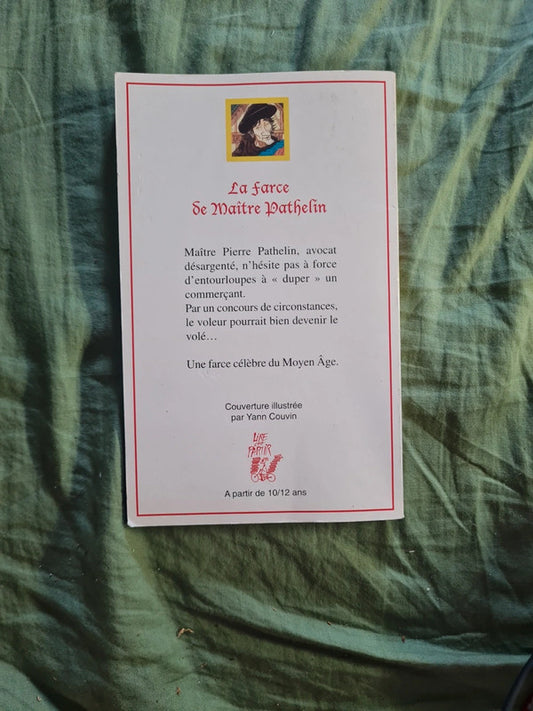 La Farce
de Maître Pathelin
Maître Pierre Pathelin, avocat
désargenté, n'hésite pas à force
d'entourloupes à « duper » un
commerçant.
Par un concours de circonstances,
le voleur pourrait bien devenir le
volé…
Une farce célèbre du Moyen Âge.
Couverture illustrée
par Yann Couvin
LIRE
C'EST
PARTIR
A partir de 10/12 ans